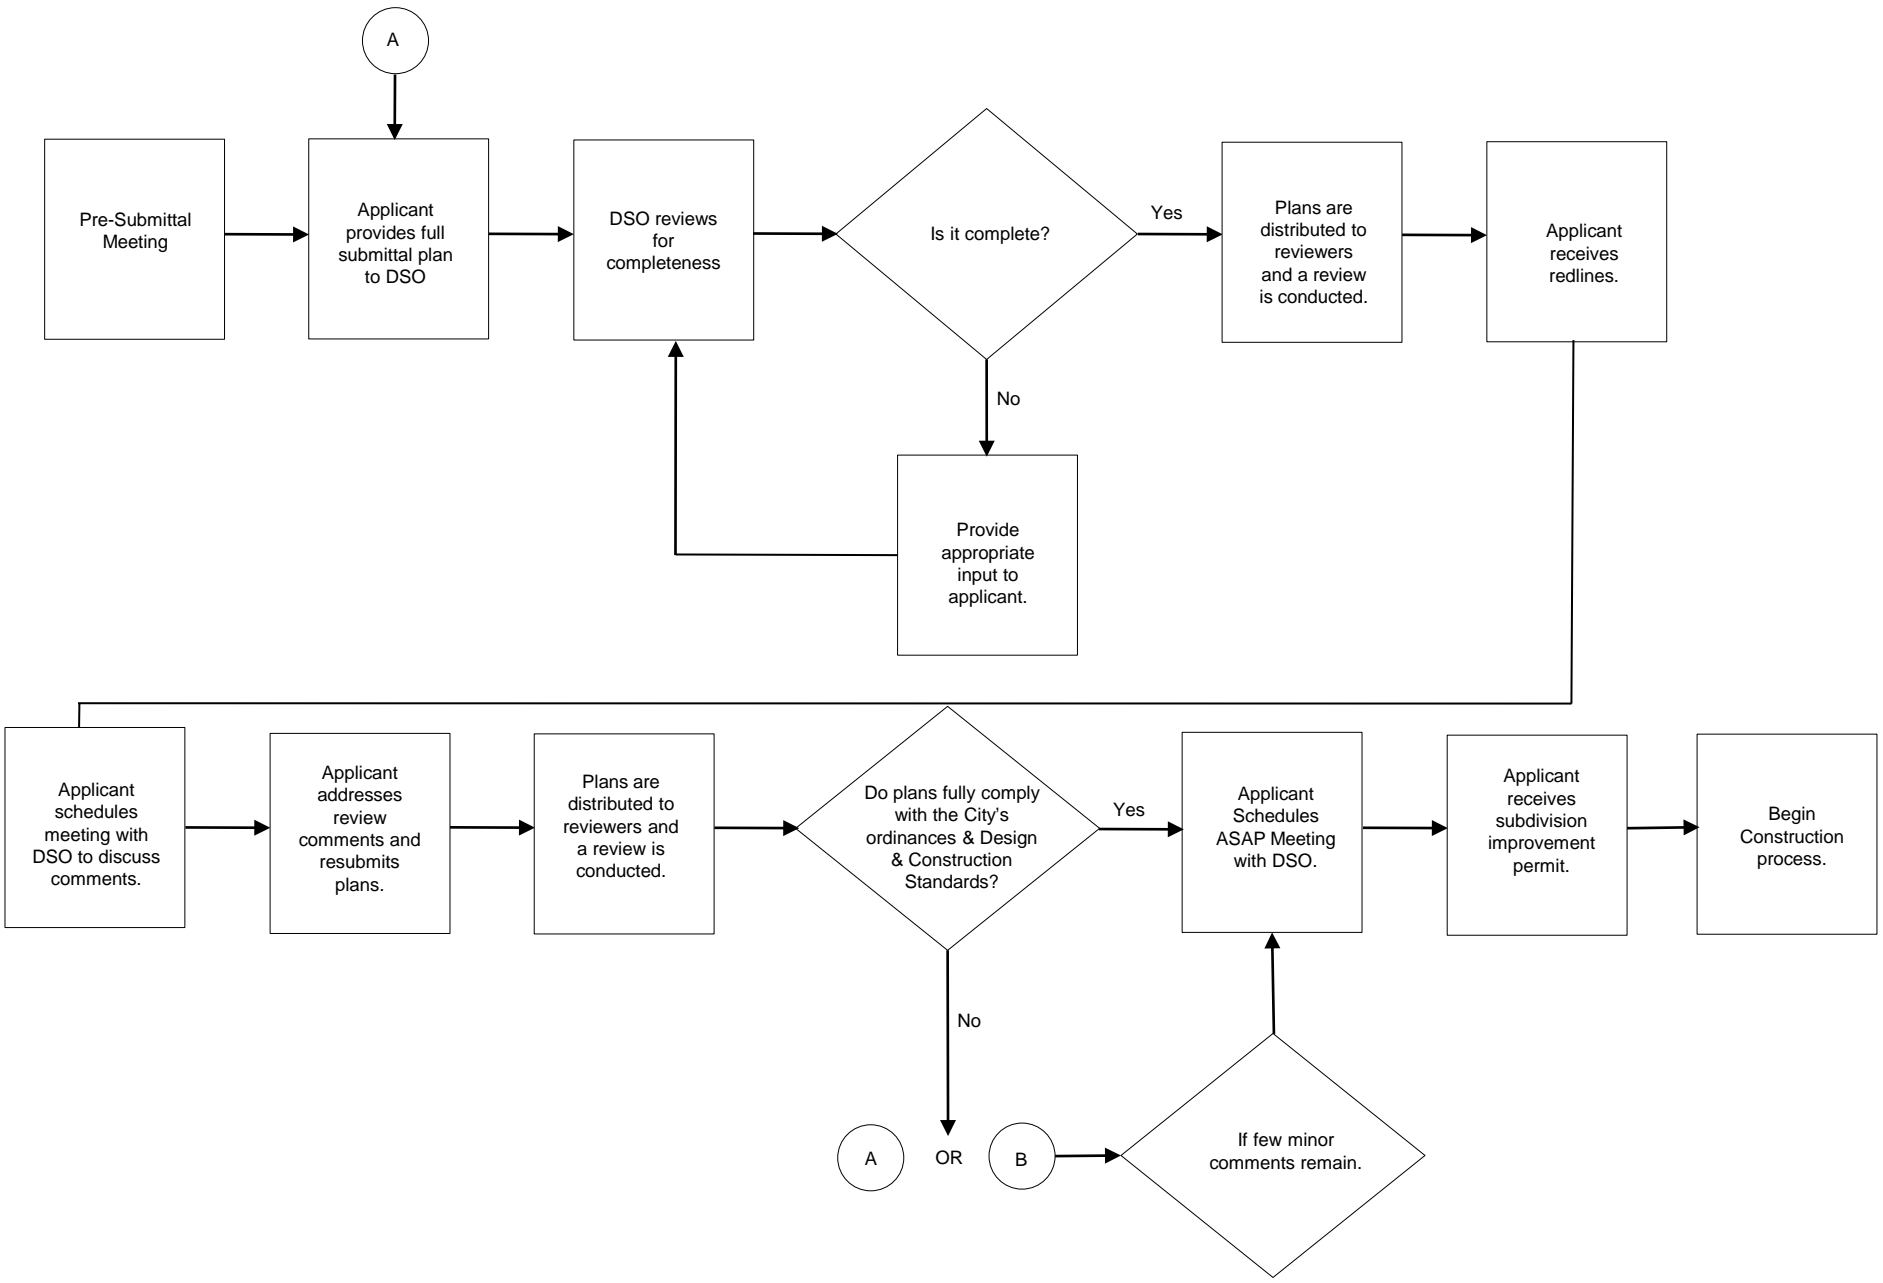 A
Pre-Submittal
Meeting
Applicant
provides full
submittal plan
to DSO
DSO reviews
for
completeness
Is it complete?
Yes
Plans are
distributed to
reviewers
and a review
is conducted.
Applicant
receives
redlines.
No
Provide
appropriate
input to
applicant.
Applicant
schedules
meeting with
DSO to discuss
comments.
Applicant
addresses
review
comments and
resubmits
plans.
Plans are
distributed to
reviewers and
a review is
conducted.
Do plans fully comply
with the City’s
ordinances & Design
& Construction
Standards?
Yes
Applicant
Schedules
ASAP Meeting
with DSO.
Applicant
receives
subdivision
improvement
permit.
Begin
Construction
process.
No
A
OR
B
If few minor
comments remain.